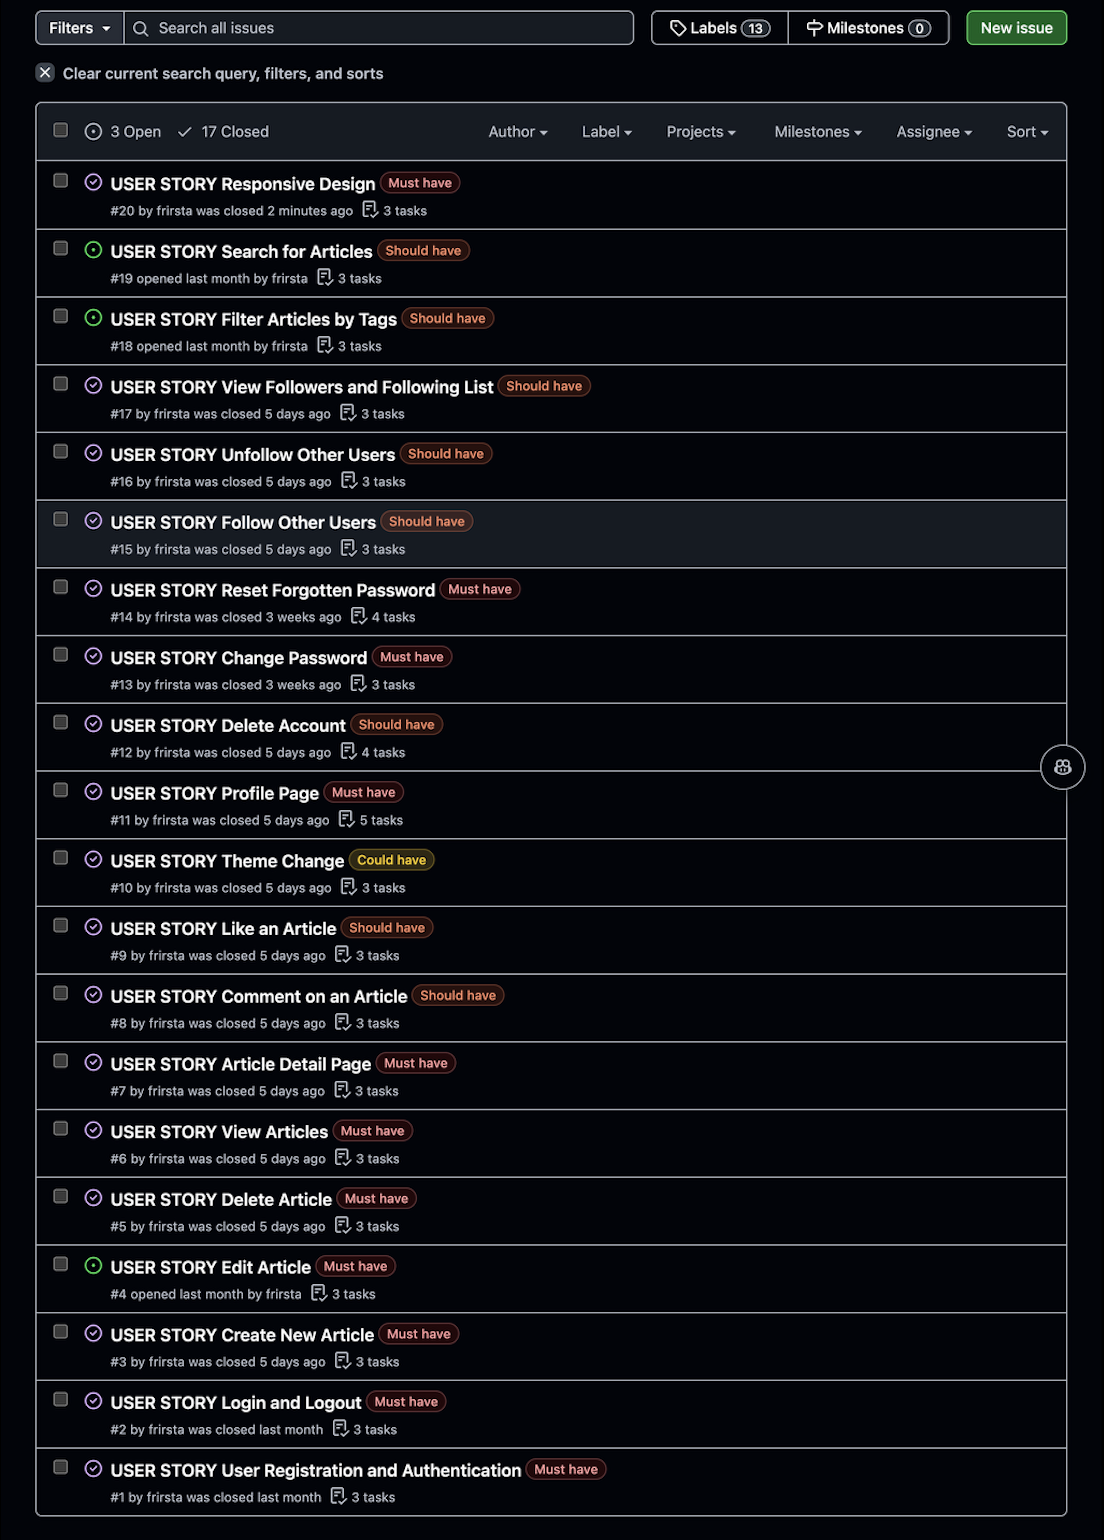 Filters Search all issues Labels 13 Milestones 0 New issue
Clear current search query, filters, and sorts
3 Open 17 Closed Author Label Projects Milestones Assignee Sort
USER STORY Responsive Design Must have
#20 by frirsta was closed 2 minutes ago 3 tasks
USER STORY Search for Articles Should have
#19 opened last month by frirsta 3 tasks
USER STORY Filter Articles by Tags Should have
#18 opened last month by frirsta 3 tasks
USER STORY View Followers and Following List Should have
#17 by frirsta was closed 5 days ago 3 tasks
USER STORY Unfollow Other Users Should have
#16 by frirsta was closed 5 days ago 3 tasks
USER STORY Follow Other Users Should have
#15 by frirsta was closed 5 days ago 3 tasks
USER STORY Reset Forgotten Password Must have
#14 by frirsta was closed 3 weeks ago 4 tasks
USER STORY Change Password Must have
#13 by frirsta was closed 3 weeks ago 3 tasks
USER STORY Delete Account Should have
#12 by frirsta was closed 5 days ago 4 tasks
USER STORY Profile Page Must have
#11 by frirsta was closed 5 days ago 5 tasks
USER STORY Theme Change Could have
#10 by frirsta was closed 5 days ago 3 tasks
USER STORY Like an Article Should have
#9 by frirsta was closed 5 days ago 3 tasks
USER STORY Comment on an Article Should have
#8 by frirsta was closed 5 days ago 3 tasks
USER STORY Article Detail Page Must have
#7 by frirsta was closed 5 days ago 3 tasks
USER STORY View Articles Must have
#6 by frirsta was closed 5 days ago 3 tasks
USER STORY Delete Article Must have
#5 by frirsta was closed 5 days ago 3 tasks
USER STORY Edit Article Must have
#4 opened last month by frirsta 3 tasks
USER STORY Create New Article Must have
#3 by frirsta was closed 5 days ago 3 tasks
USER STORY Login and Logout Must have
#2 by frirsta was closed last month 3 tasks
USER STORY User Registration and Authentication Must have
#1 by frirsta was closed last month 3 tasks